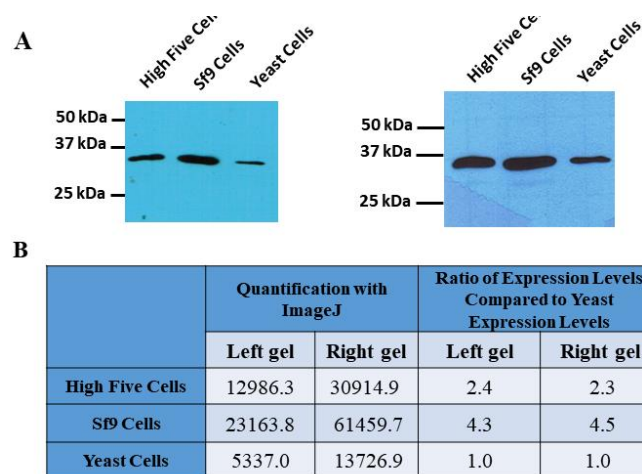 A
High Five Cells
Sf9 Cells
Yeast Cells
50 kDa
37 kDa
25 kDa
High Five Cells
Sf9 Cells
Yeast Cells
50 kDa
37 kDa
25 kDa
B
Quantification with ImageJ
Ratio of Expression Levels Compared to Yeast Expression Levels
Left gel Right gel Left gel Right gel
High Five Cells 12986.3 30914.9 2.4 2.3
Sf9 Cells 23163.8 61459.7 4.3 4.5
Yeast Cells 5337.0 13726.9 1.0 1.0